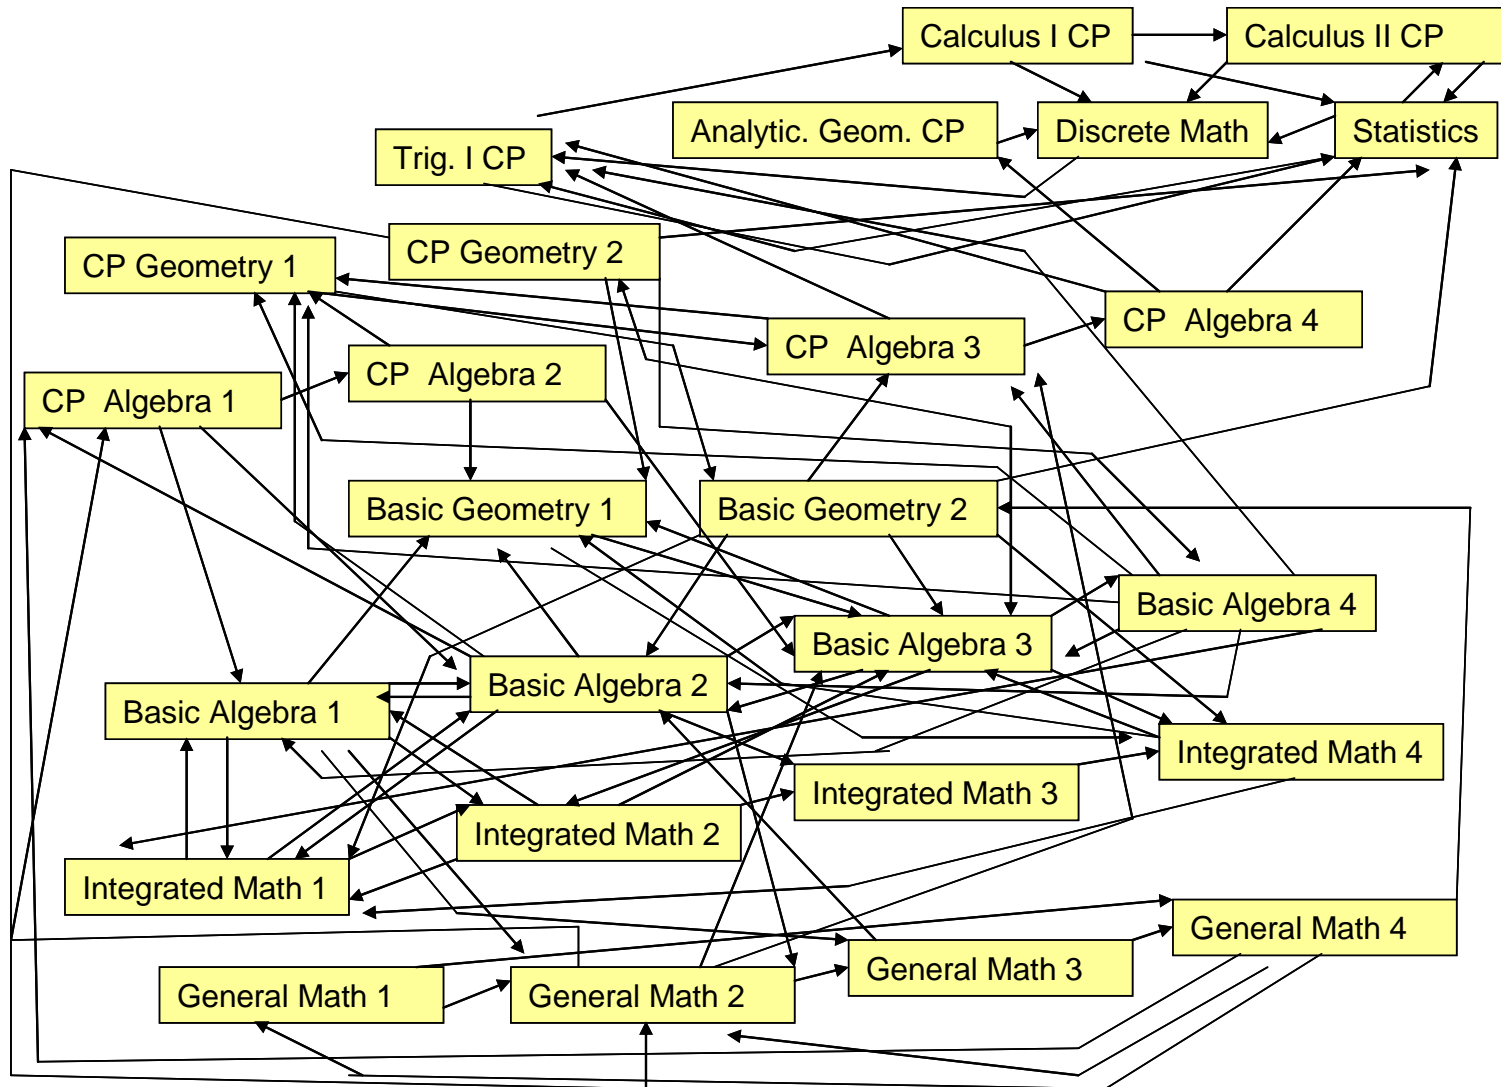 Calculus I CP
Calculus II CP
Analytic. Geom. CP
Discrete Math
Statistics
Trig. I CP
CP Geometry 1
CP Geometry 2
CP  Algebra 3
CP  Algebra 4
CP  Algebra 1
CP  Algebra 2
Basic Geometry 1
Basic Geometry 2
Basic Algebra 4
Basic Algebra 3
Basic Algebra 2
Basic Algebra 1
Integrated Math 4
Integrated Math 3
Integrated Math 2
Integrated Math 1
General Math 4
General Math 3
General Math 1
General Math 2